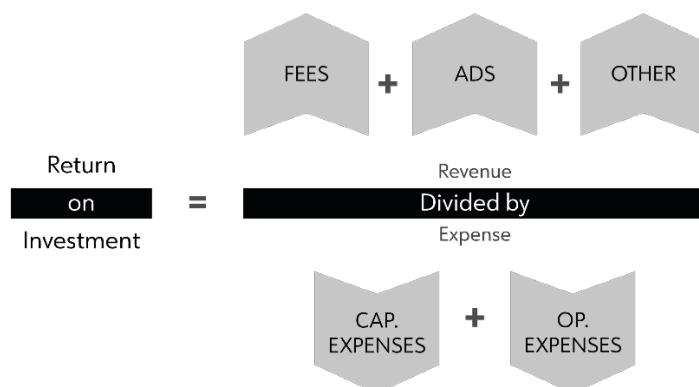 FEES + ADS + OTHER
Return
on
Investment
=
Revenue
Divided by
Expense
CAP.
EXPENSES
+
OP.
EXPENSES